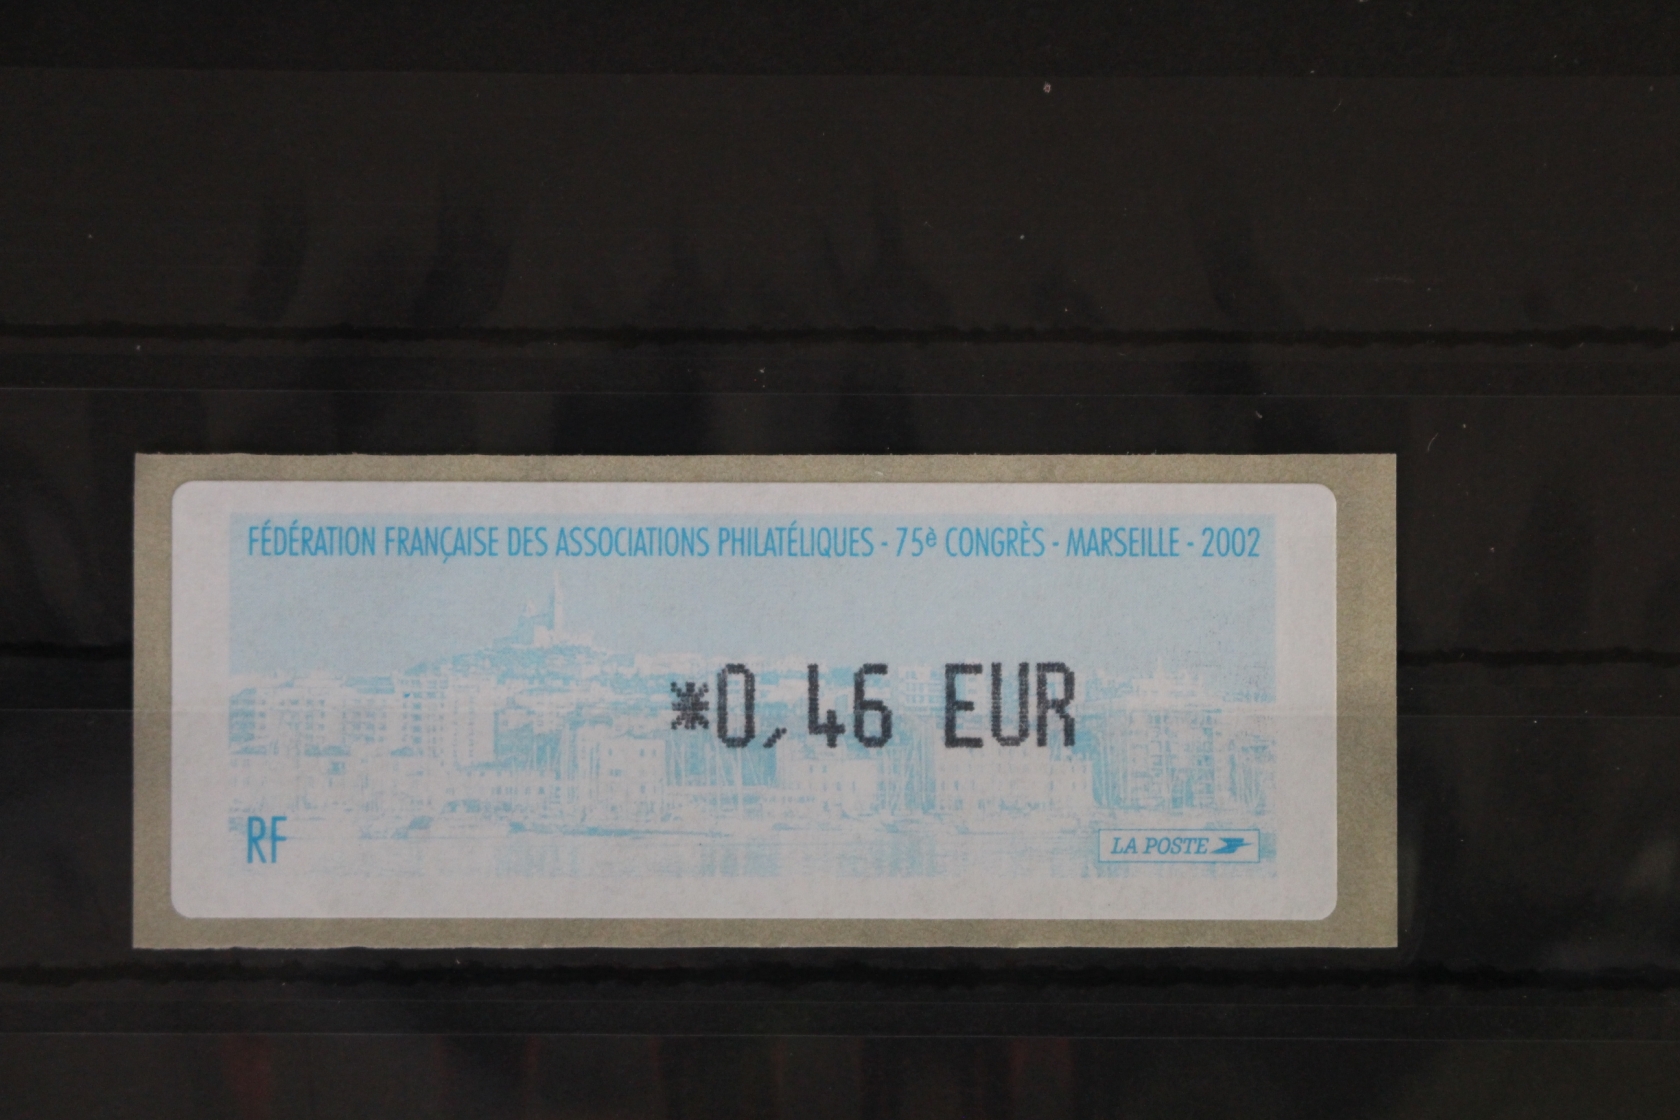 FÉDÉRATION FRANÇAISE DES ASSOCIATIONS PHILATÉLIQUES - 75è CONGRÈS - MARSEILLE - 2002
*0,46 EUR
RF
LA POSTE